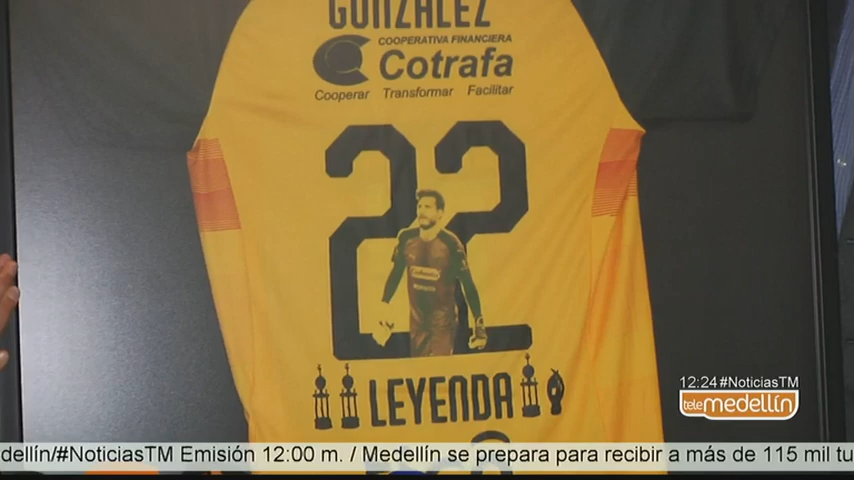 GONZALEZ
COOPERATIVA FINANCIERA
Cotrafa
Cooperar Transformar Facilitar
22
LEYENDA
12:24 #NoticiasTM
telemedellín
dellín/#NoticiasTM Emisión 12:00 m. / Medellín se prepara para recibir a más de 115 mil tu